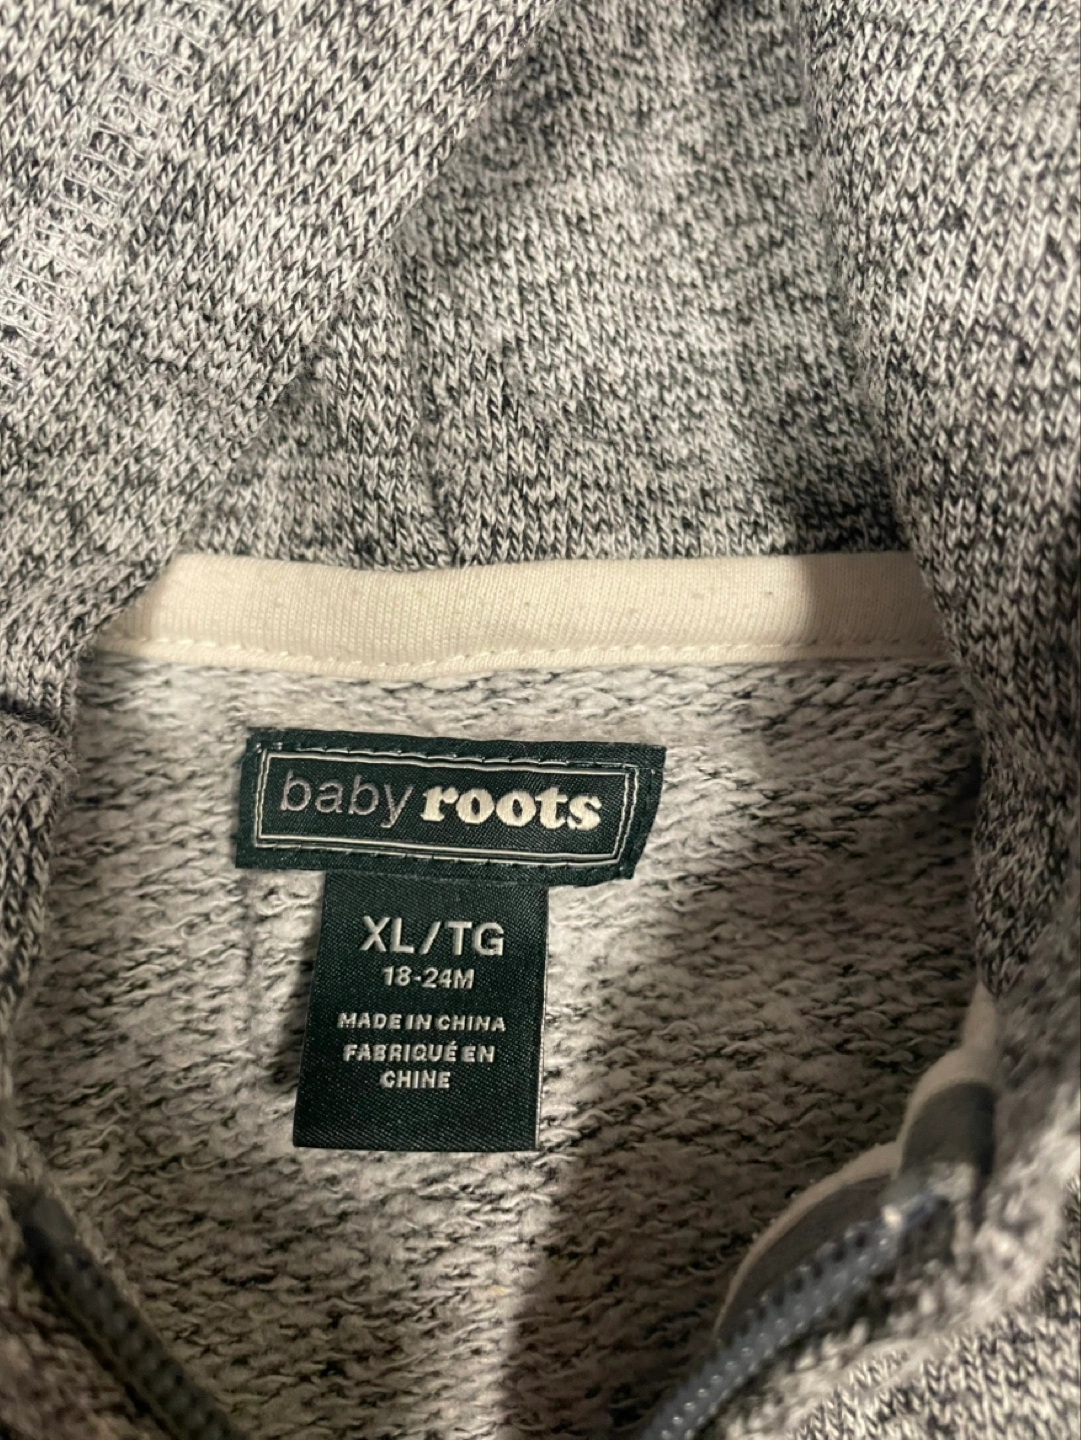 baby roots
XL/TG
18-24M
MADE IN CHINA
FABRIQUÉ EN
CHINE